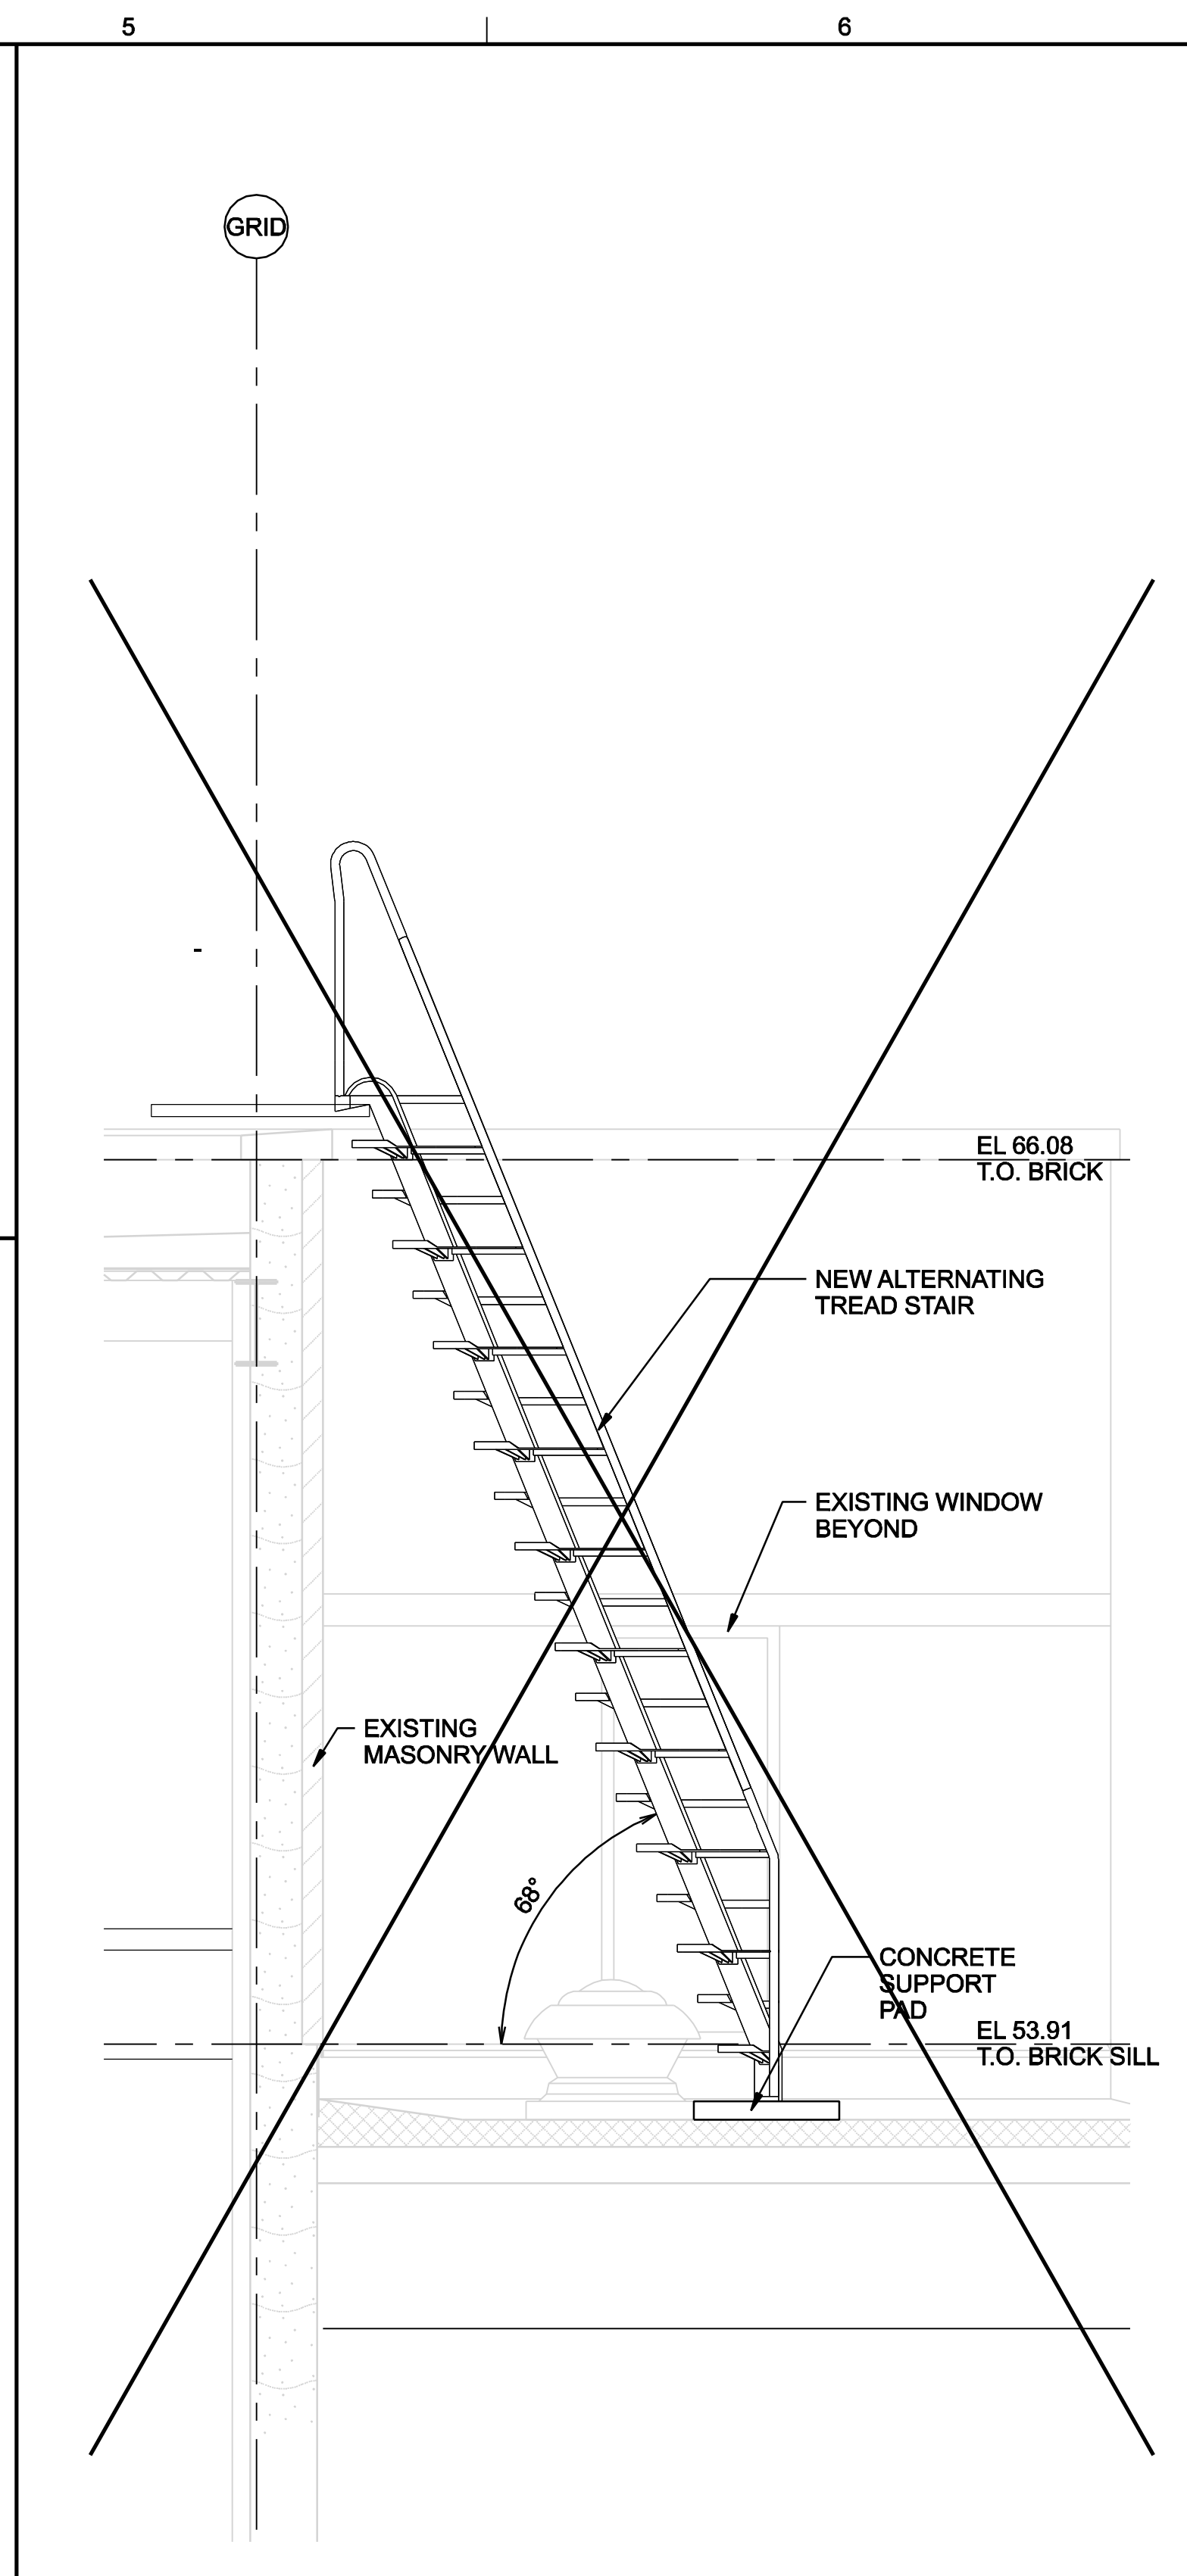 5
6
GRID
-
EL 66.08
T.O. BRICK
NEW ALTERNATING
TREAD STAIR
EXISTING WINDOW
BEYOND
EXISTING
MASONRY WALL
68°
CONCRETE
SUPPORT
PAD
EL 53.91
T.O. BRICK SILL